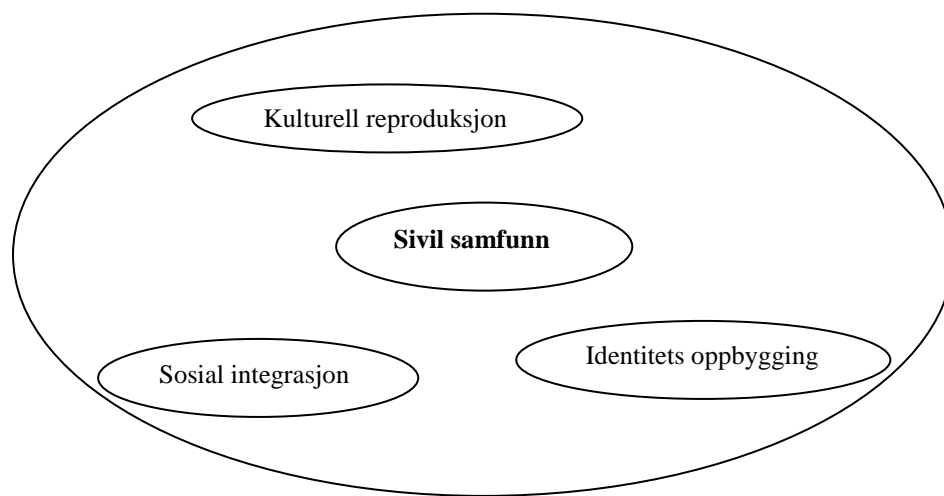 Kulturell reproduksjon
Sivil samfunn
Identitets oppbygging
Sosial integrasjon